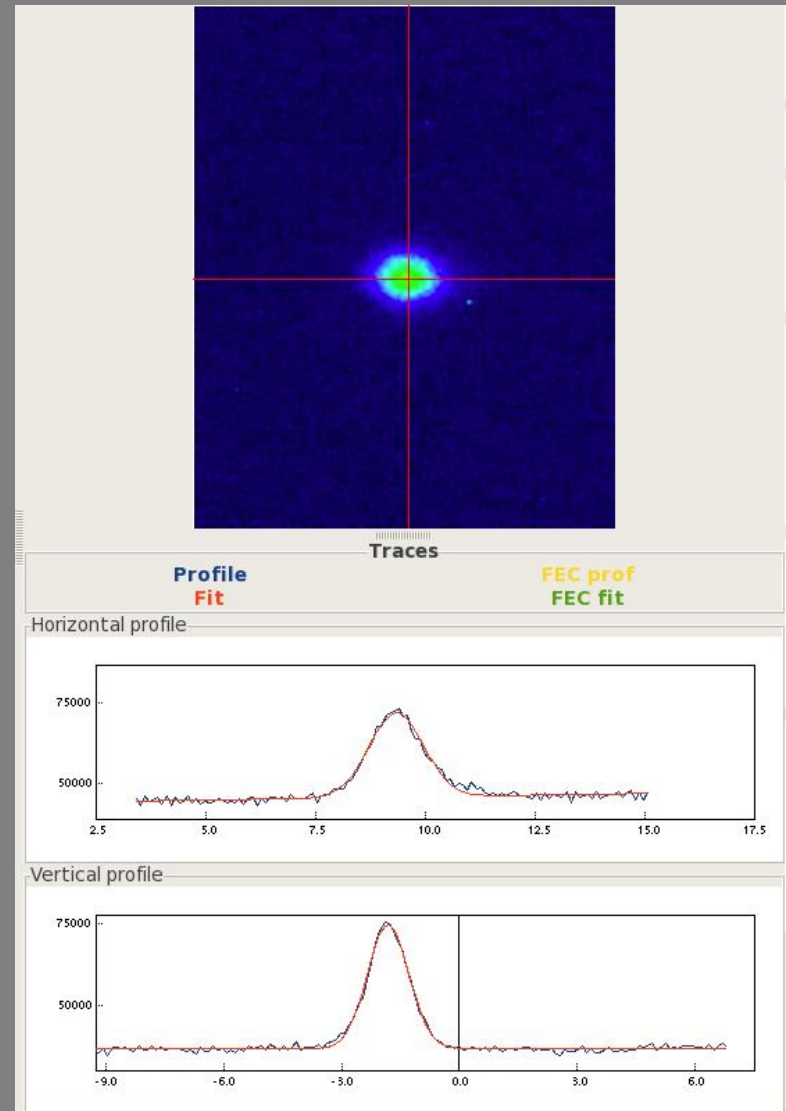 Traces
Profile FEC prof
Fit FEC fit
Horizontal profile
75000
50000
2.5 5.0 7.5 10.0 12.5 15.0 17.5
Vertical profile
75000
50000
-9.0 -6.0 -3.0 0.0 3.0 6.0